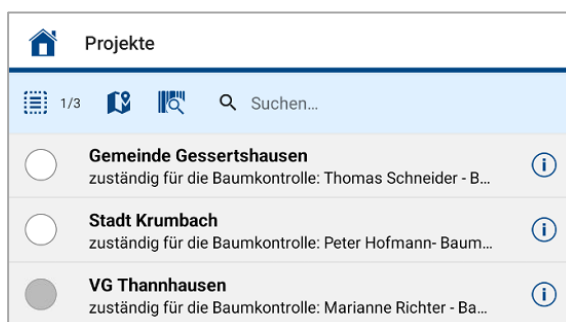 Projekte
1/3 Suchen...
Gemeinde Gessertshausen
zuständig für die Baumkontrolle: Thomas Schneider - B...
Stadt Krumbach
zuständig für die Baumkontrolle: Peter Hofmann- Baum...
VG Thannhausen
zuständig für die Baumkontrolle: Marianne Richter - Ba...